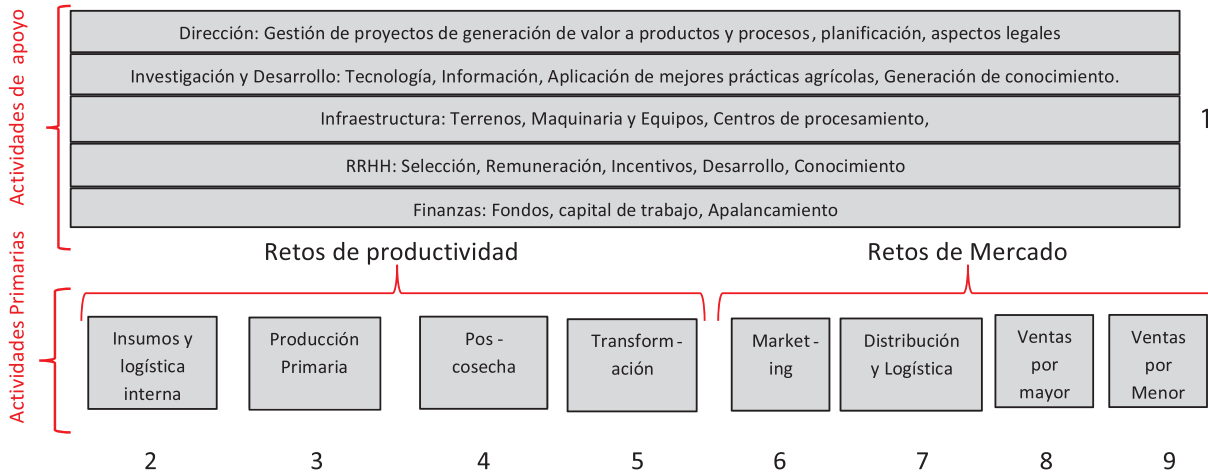 Actividades de apoyo
Dirección: Gestión de proyectos de generación de valor a productos y procesos, planificación, aspectos legales
Investigación y Desarrollo: Tecnología, Información, Aplicación de mejores prácticas agrícolas, Generación de conocimiento.
Infraestructura: Terrenos, Maquinaria y Equipos, Centros de procesamiento,
1
RRHH: Selección, Remuneración, Incentivos, Desarrollo, Conocimiento
Finanzas: Fondos, capital de trabajo, Apalancamiento
Retos de productividad
Retos de Mercado
Actividades Primarias
Insumos y
logística
interna
Producción
Primaria
Pos -
cosecha
Transform -
ación
Market -
ing
Distribución
y Logística
Ventas
por
mayor
Ventas
por
Menor
2
3
4
5
6
7
8
9